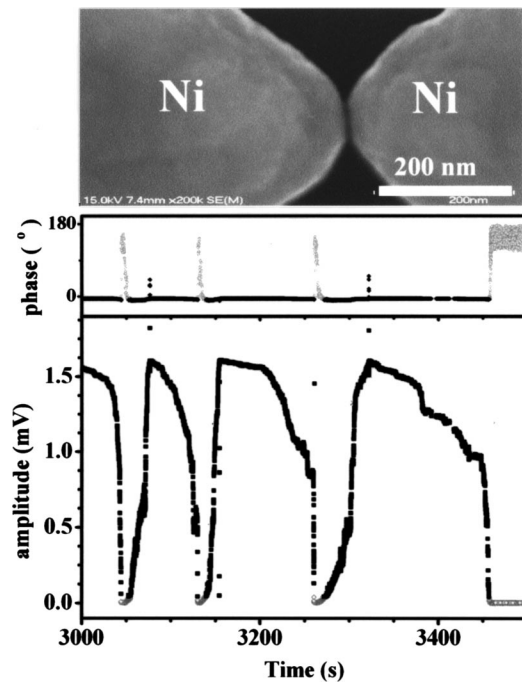 Ni
Ni
200 nm
15.0kV 7.4mm x200k SE(M)
200nm
phase (°)
180
0
amplitude (mV)
1.5
1.0
0.5
0.0
3000
3200
3400
Time (s)